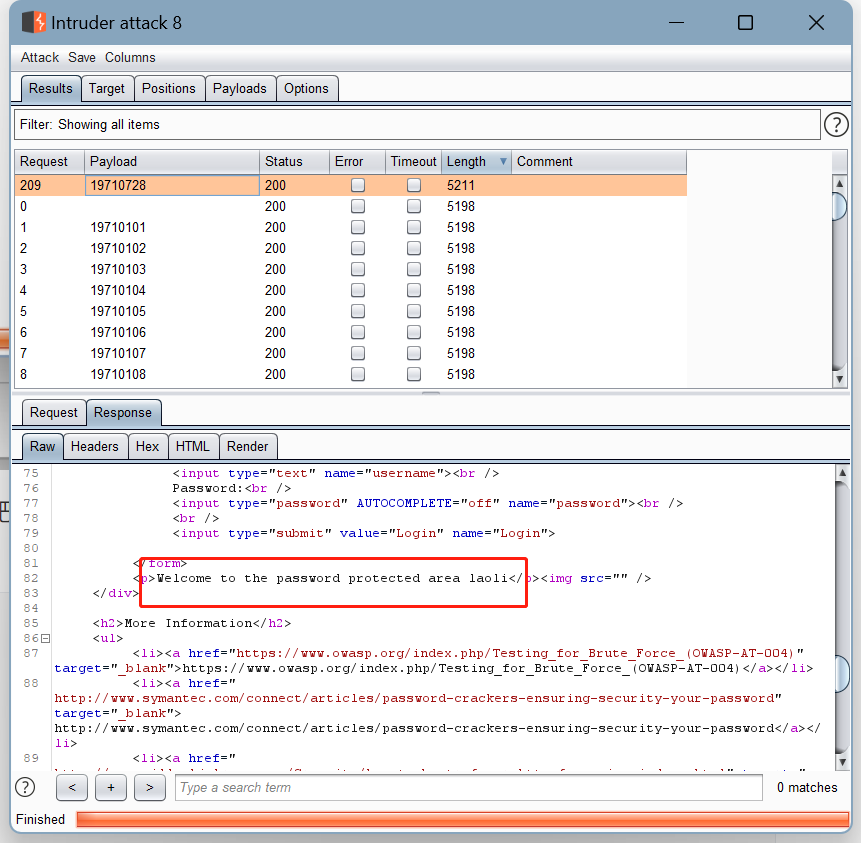 Intruder attack 8
Attack Save Columns
Results Target Positions Payloads Options
Filter: Showing all items
Request Payload Status Error Timeout Length Comment
209 19710728 200 5211
0 200 5198
1 19710101 200 5198
2 19710102 200 5198
3 19710103 200 5198
4 19710104 200 5198
5 19710105 200 5198
6 19710106 200 5198
7 19710107 200 5198
8 19710108 200 5198
Request Response
Raw Headers Hex HTML Render
75 <input type="text" name="username"><br />
76 Password:<br />
77 <input type="password" AUTOCOMPLETE="off" name="password"><br />
78 <br />
79 <input type="submit" value="Login" name="Login">
80
81 </form>
82 <p>Welcome to the password protected area laoli</p><img src="" />
83 </div>
84
85 <h2>More Information</h2>
86 <ul>
87 <li><a href="https://www.owasp.org/index.php/Testing_for_Brute_Force_(OWASP-AT-004)"
target="_blank">https://www.owasp.org/index.php/Testing_for_Brute_Force_(OWASP-AT-004)</a></li>
88 <li><a href="
http://www.symantec.com/connect/articles/password-crackers-ensuring-security-your-password"
target="_blank">
http://www.symantec.com/connect/articles/password-crackers-ensuring-security-your-password</a></
li>
89 <li><a href="
? < + > Type a search term 0 matches
Finished